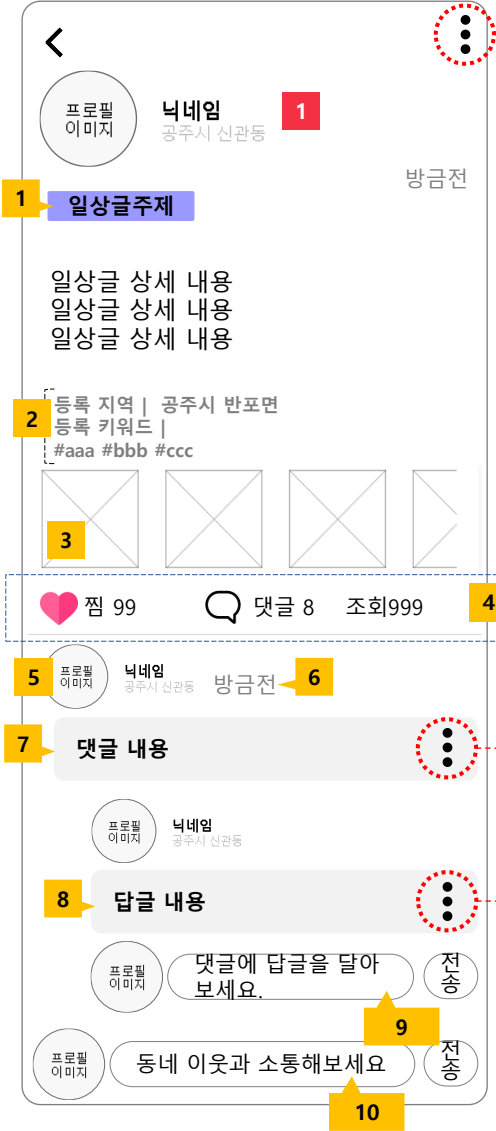 프로필
이미지
닉네임
1
공주시 신관동
방금전
1
일상글주제
일상글 상세 내용
일상글 상세 내용
일상글 상세 내용
2
등록 지역 | 공주시 반포면
등록 키워드 |
#aaa #bbb #ccc
3
찜 99
댓글 8
조회999
4
5
프로필
이미지
닉네임
공주시 신관동
방금전
6
7
댓글 내용
프로필
이미지
닉네임
공주시 신관동
8
답글 내용
프로필
이미지
댓글에 답글을 달아
보세요.
전
송
9
프로필
이미지
동네 이웃과 소통해보세요
전
송
10